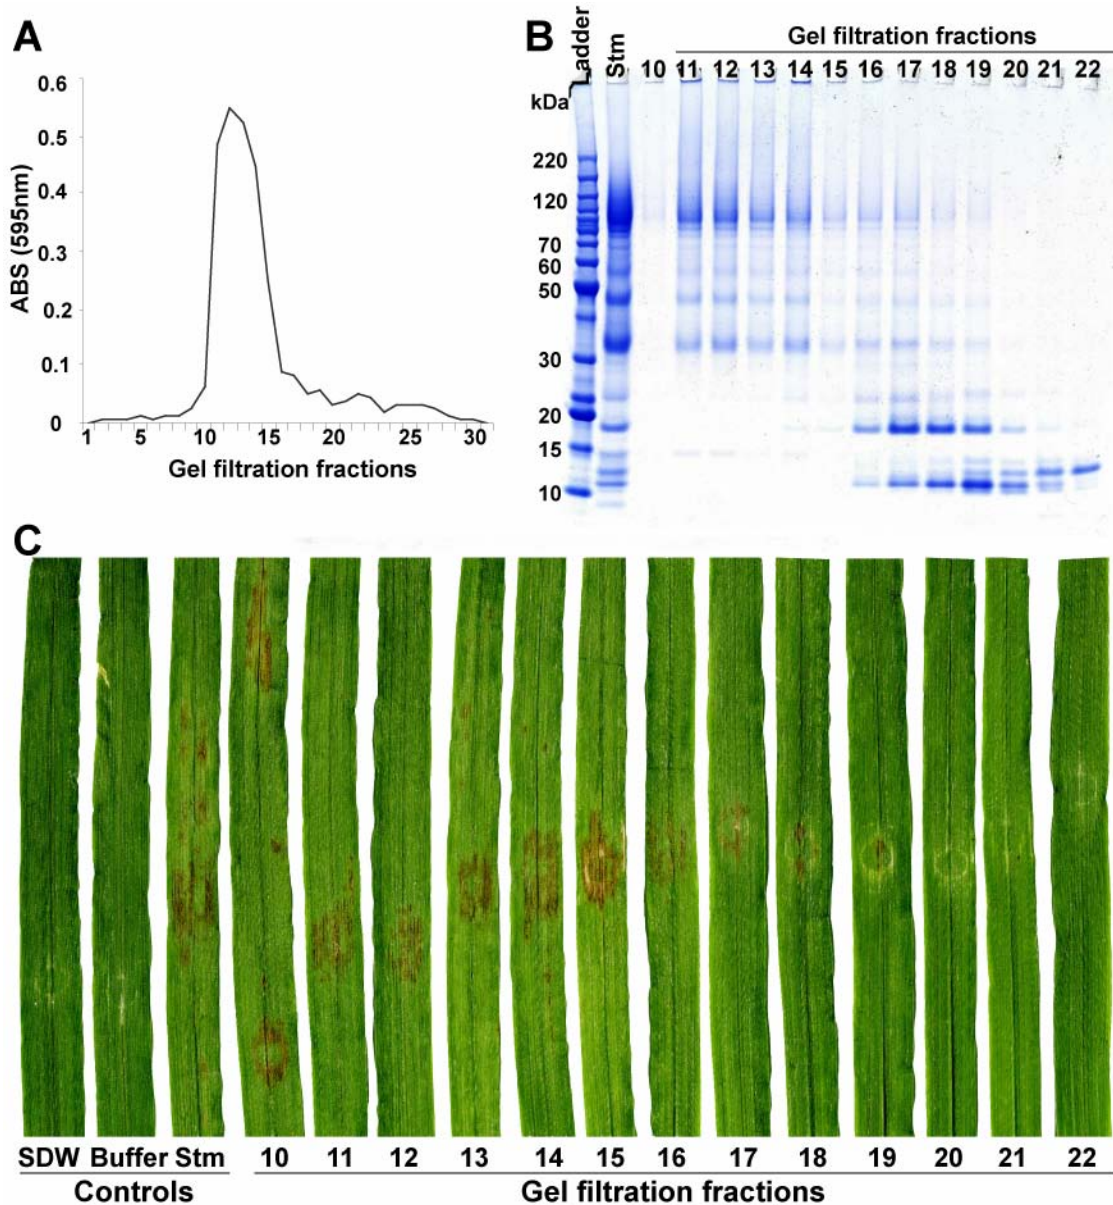 A
0.6
0.5
0.4
0.3
0.2
0.1
0
ABS (595nm)
1 5 10 15 20 25 30
Gel filtration fractions
B
Ladder
Stm
Gel filtration fractions
10 11 12 13 14 15 16 17 18 19 20 21 22
kDa
220
120
70
60
50
30
20
15
10
C
SDW Buffer Stm 10 11 12 13 14 15 16 17 18 19 20 21 22
Controls Gel filtration fractions